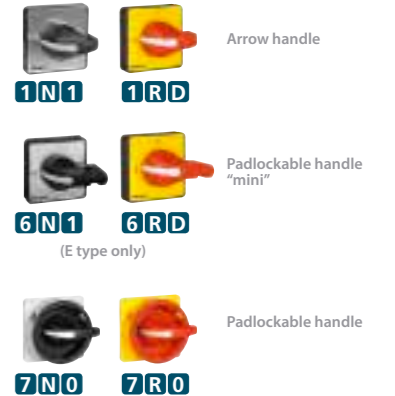 Arrow handle
1N1 1RD
Padlockable handle
“mini”
6N1 6RD
(E type only)
Padlockable handle
7N0 7R0